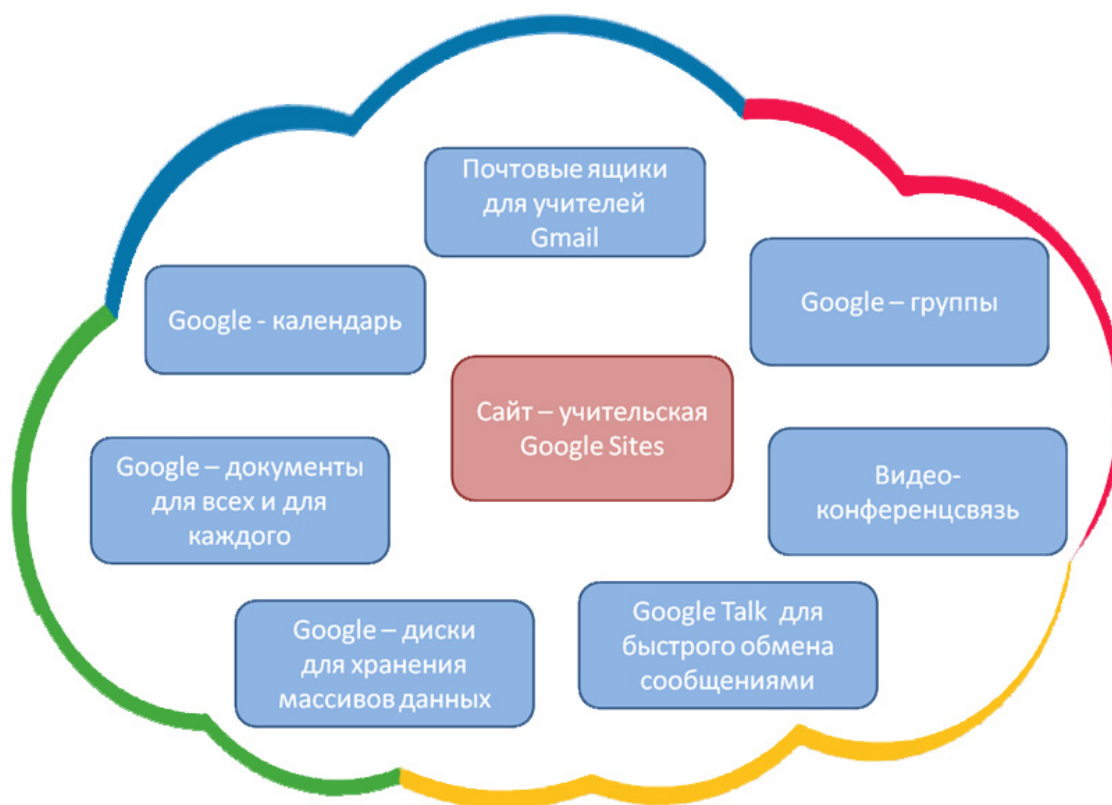 Почтовые ящики
для учителей
Gmail
Google – группы
Google - календарь
Сайт – учительская
Google Sites
Google – документы
для всех и для
каждого
Видео-
конференцсвязь
Google – диски
для хранения
массивов данных
Google Talk для
быстрого обмена
сообщениями